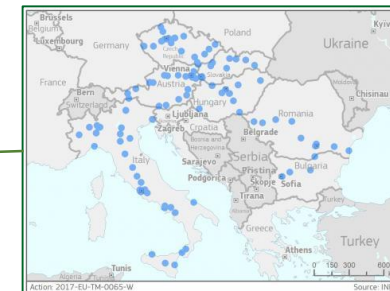 Brussels
Belgium
Luxembourg
Germany
Poland
Kyiv
Ukraine
Czech
Vienna
Slovakia
Austria
France
Bern
Switzerland
Hungary
Chisinau
Ljubljana
Zagreb
Croatia
Romania
Belgrade
Bosnia and
Herzegovina
Serbia
Sarajevo
Italy
Pristina
Podgorica
Skopje
Sofia
Bulgaria
Tirana
Turkey
Greece
Turkey
Athens
Tunis
Algeria
0 150 300 600
Action: 2017-EU-TM-0065-W
Source: IN